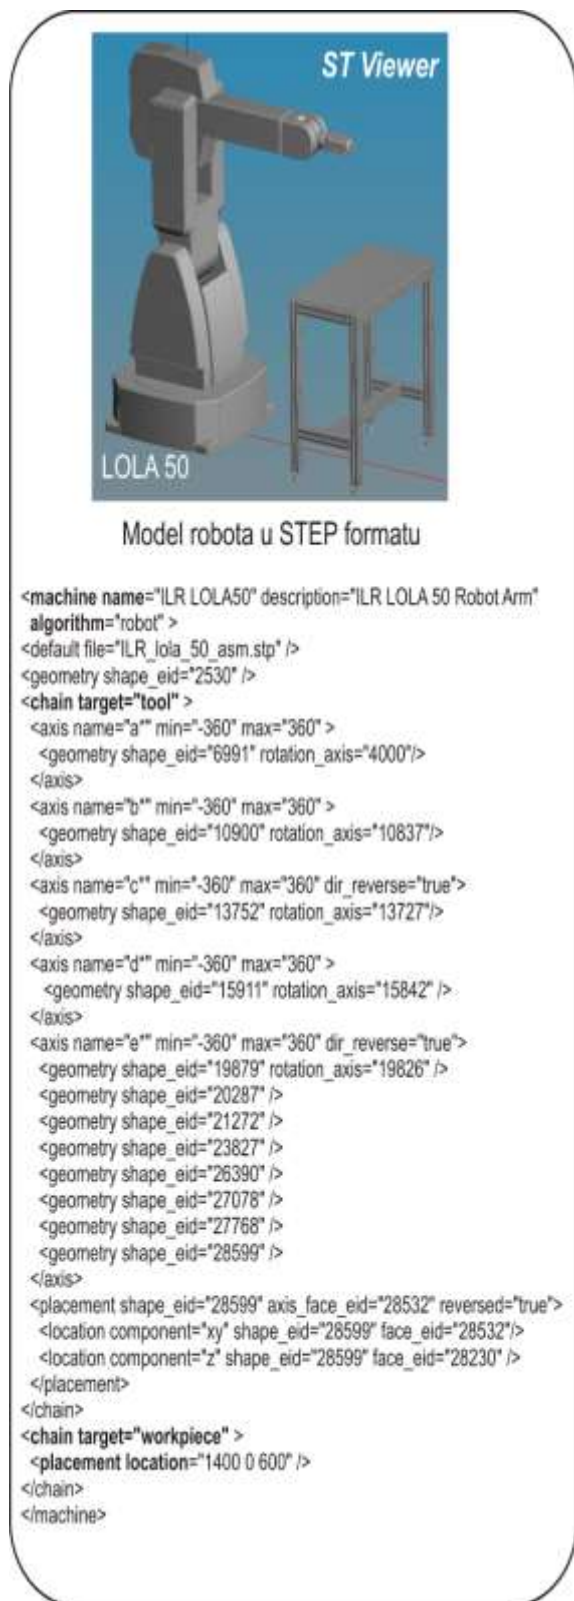 ST Viewer
LOLA 50
Model robota u STEP formatu
<machine name="ILR LOLA50" description="ILR LOLA 50 Robot Arm"
algorithm="robot" >
<default file="ILR_lola_50_asm.stp" />
<geometry shape_eid="2530" />
<chain target="tool" >
<axis name="a*" min="-360" max="360" >
<geometry shape_eid="6991" rotation_axis="4000"/>
</axis>
<axis name="b*" min="-360" max="360" >
<geometry shape_eid="10900" rotation_axis="10837"/>
</axis>
<axis name="c*" min="-360" max="360" dir_reverse="true">
<geometry shape_eid="13752" rotation_axis="13727"/>
</axis>
<axis name="d*" min="-360" max="360" >
<geometry shape_eid="15911" rotation_axis="15842" />
</axis>
<axis name="e*" min="-360" max="360" dir_reverse="true">
<geometry shape_eid="19879" rotation_axis="19826" />
<geometry shape_eid="20287" />
<geometry shape_eid="21272" />
<geometry shape_eid="23827" />
<geometry shape_eid="26390" />
<geometry shape_eid="27078" />
<geometry shape_eid="27768" />
<geometry shape_eid="28599" />
</axis>
<placement shape_eid="28599" axis_face_eid="28532" reversed="true">
<location component="xy" shape_eid="28599" face_eid="28532"/>
<location component="z" shape_eid="28599" face_eid="28230" />
</placement>
</chain>
<chain target="workpiece" >
<placement location="1400 0 600" />
</chain>
</machine>